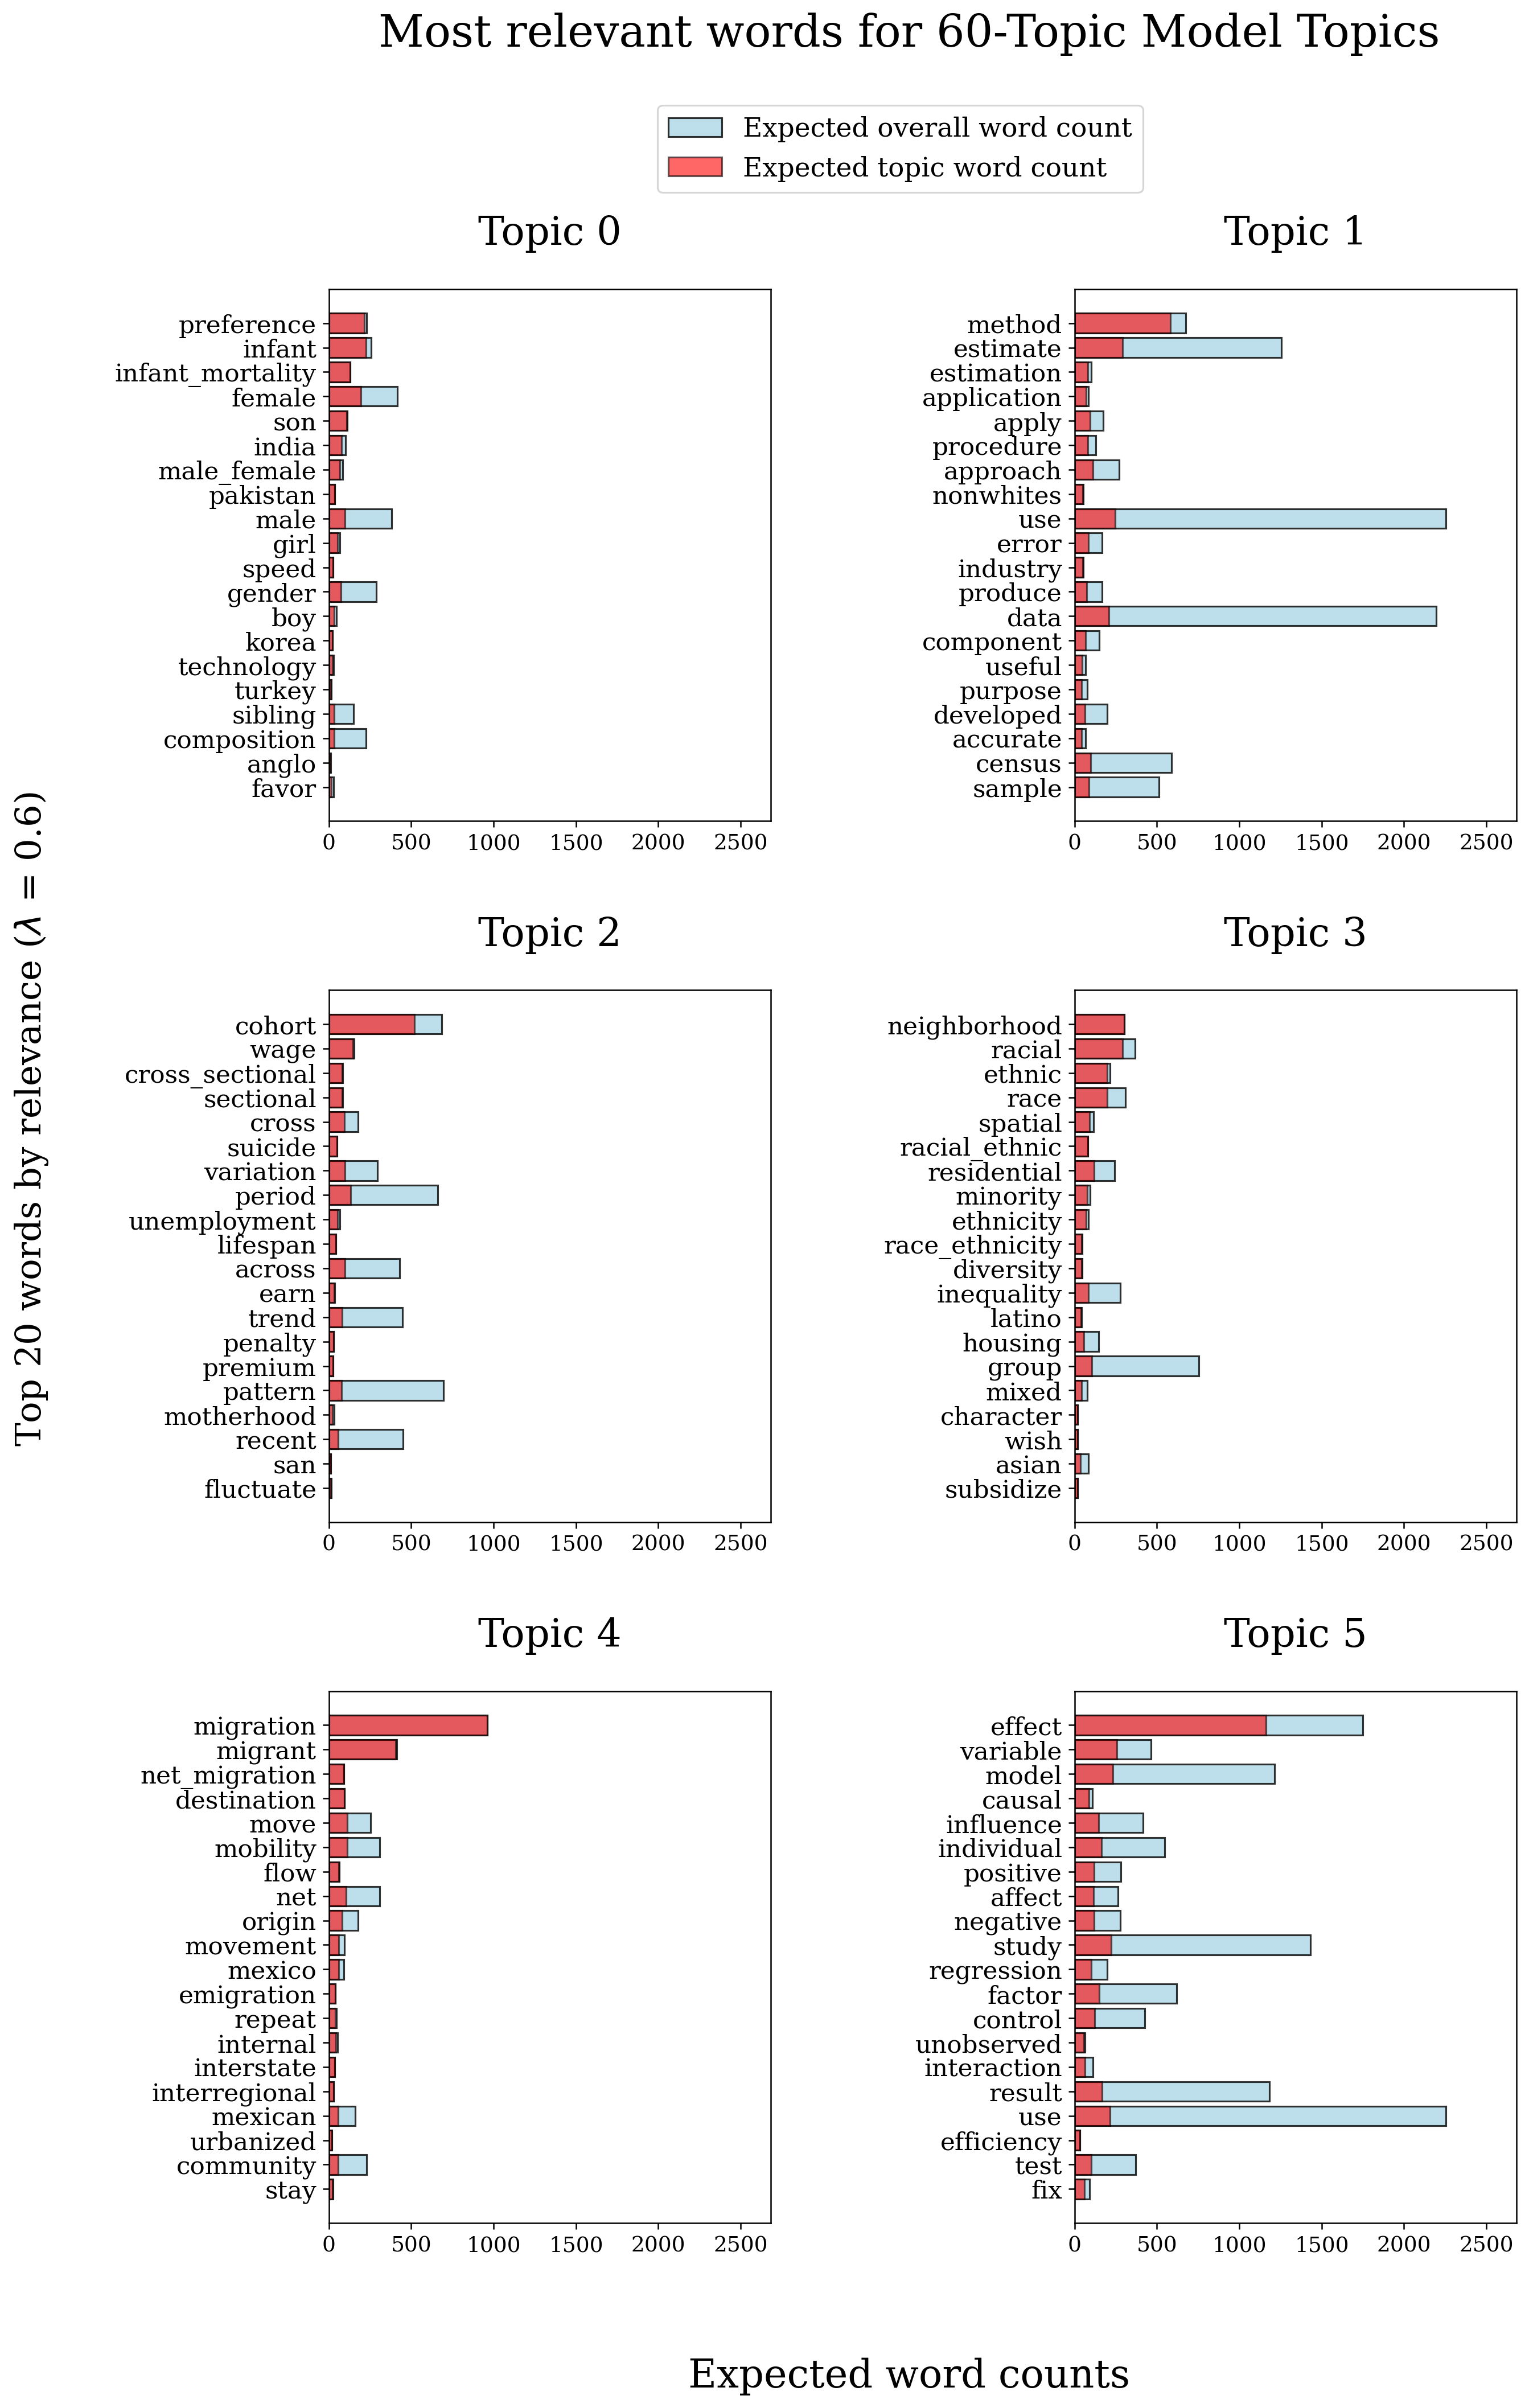 Most relevant words for 60-Topic Model Topics
Expected overall word count
Expected topic word count
Top 20 words by relevance (λ = 0.6)
Topic 0
preference
infant
infant_mortality
female
son
india
male_female
pakistan
male
girl
speed
gender
boy
korea
technology
turkey
sibling
composition
anglo
favor
0 500 1000 1500 2000 2500
Topic 1
method
estimate
estimation
application
apply
procedure
approach
nonwhites
use
error
industry
produce
data
component
useful
purpose
developed
accurate
census
sample
0 500 1000 1500 2000 2500
Topic 2
cohort
wage
cross_sectional
sectional
cross
suicide
variation
period
unemployment
lifespan
across
earn
trend
penalty
premium
pattern
motherhood
recent
san
fluctuate
0 500 1000 1500 2000 2500
Topic 3
neighborhood
racial
ethnic
race
spatial
racial_ethnic
residential
minority
ethnicity
race_ethnicity
diversity
inequality
latino
housing
group
mixed
character
wish
asian
subsidize
0 500 1000 1500 2000 2500
Topic 4
migration
migrant
net_migration
destination
move
mobility
flow
net
origin
movement
mexico
emigration
repeat
internal
interstate
interregional
mexican
urbanized
community
stay
0 500 1000 1500 2000 2500
Topic 5
effect
variable
model
causal
influence
individual
positive
affect
negative
study
regression
factor
control
unobserved
interaction
result
use
efficiency
test
fix
0 500 1000 1500 2000 2500
Expected word counts